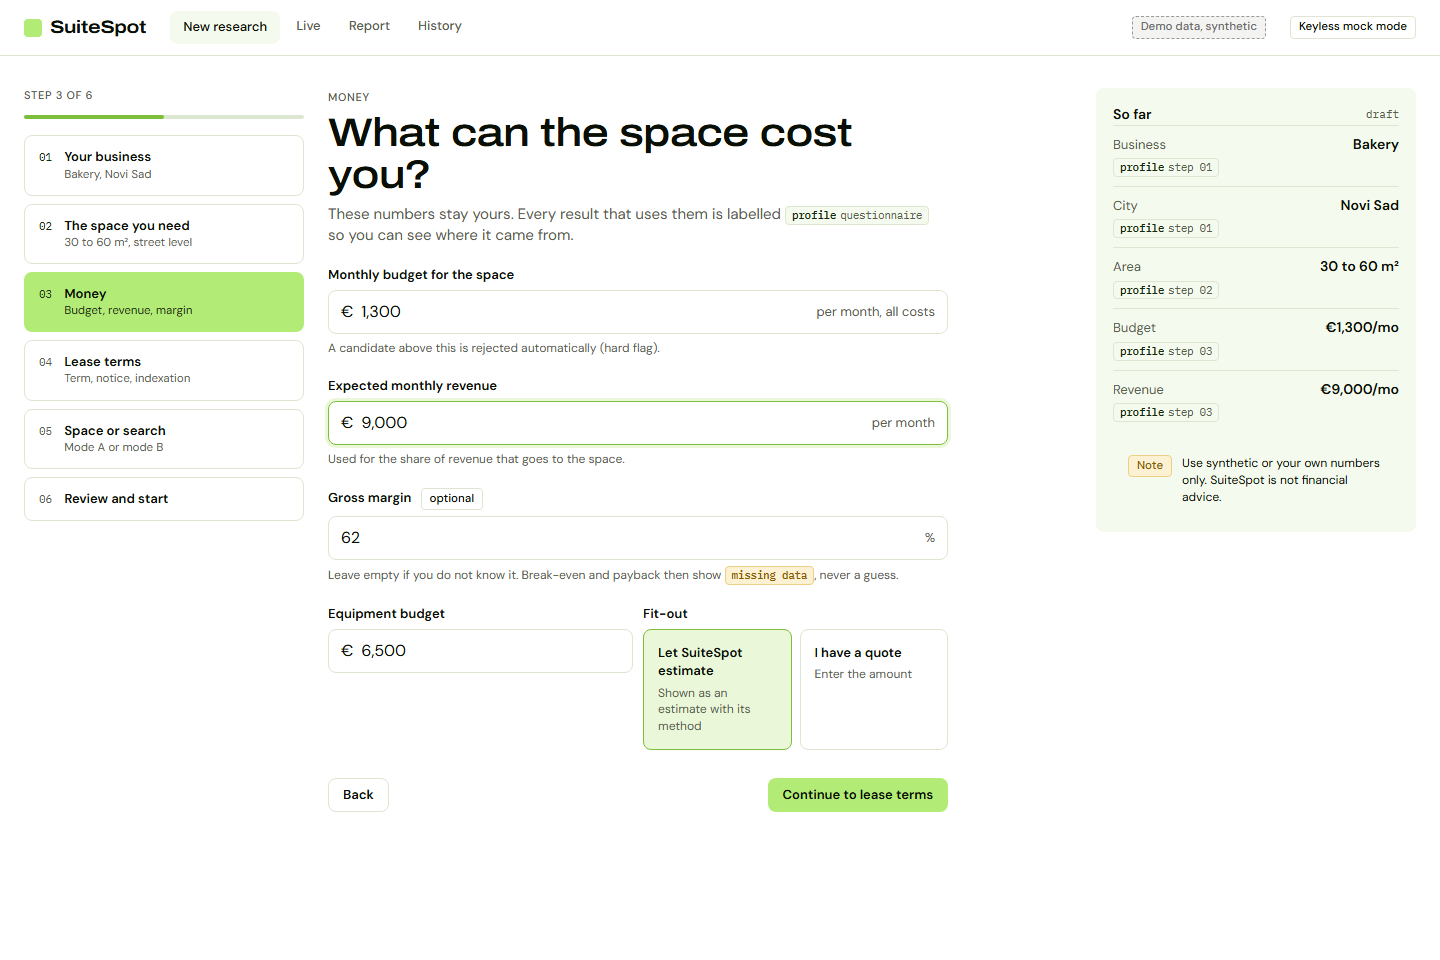 SuiteSpot
New research
Live
Report
History
Demo data, synthetic
Keyless mock mode
STEP 3 OF 6
01 Your business
Bakery, Novi Sad
02 The space you need
30 to 60 m², street level
03 Money
Budget, revenue, margin
04 Lease terms
Term, notice, indexation
05 Space or search
Mode A or mode B
06 Review and start
MONEY
What can the space cost
you?
These numbers stay yours. Every result that uses them is labelled profile questionnaire
so you can see where it came from.
Monthly budget for the space
€ 1,300 per month, all costs
A candidate above this is rejected automatically (hard flag).
Expected monthly revenue
€ 9,000 per month
Used for the share of revenue that goes to the space.
Gross margin optional
62 %
Leave empty if you do not know it. Break-even and payback then show missing data, never a guess.
Equipment budget
€ 6,500
Fit-out
Let SuiteSpot
estimate
Shown as an
estimate with its
method
I have a quote
Enter the amount
Back
Continue to lease terms
So far draft
Business Bakery
profile step 01
City Novi Sad
profile step 01
Area 30 to 60 m²
profile step 02
Budget €1,300/mo
profile step 03
Revenue €9,000/mo
profile step 03
Note Use synthetic or your own numbers
only. SuiteSpot is not financial
advice.